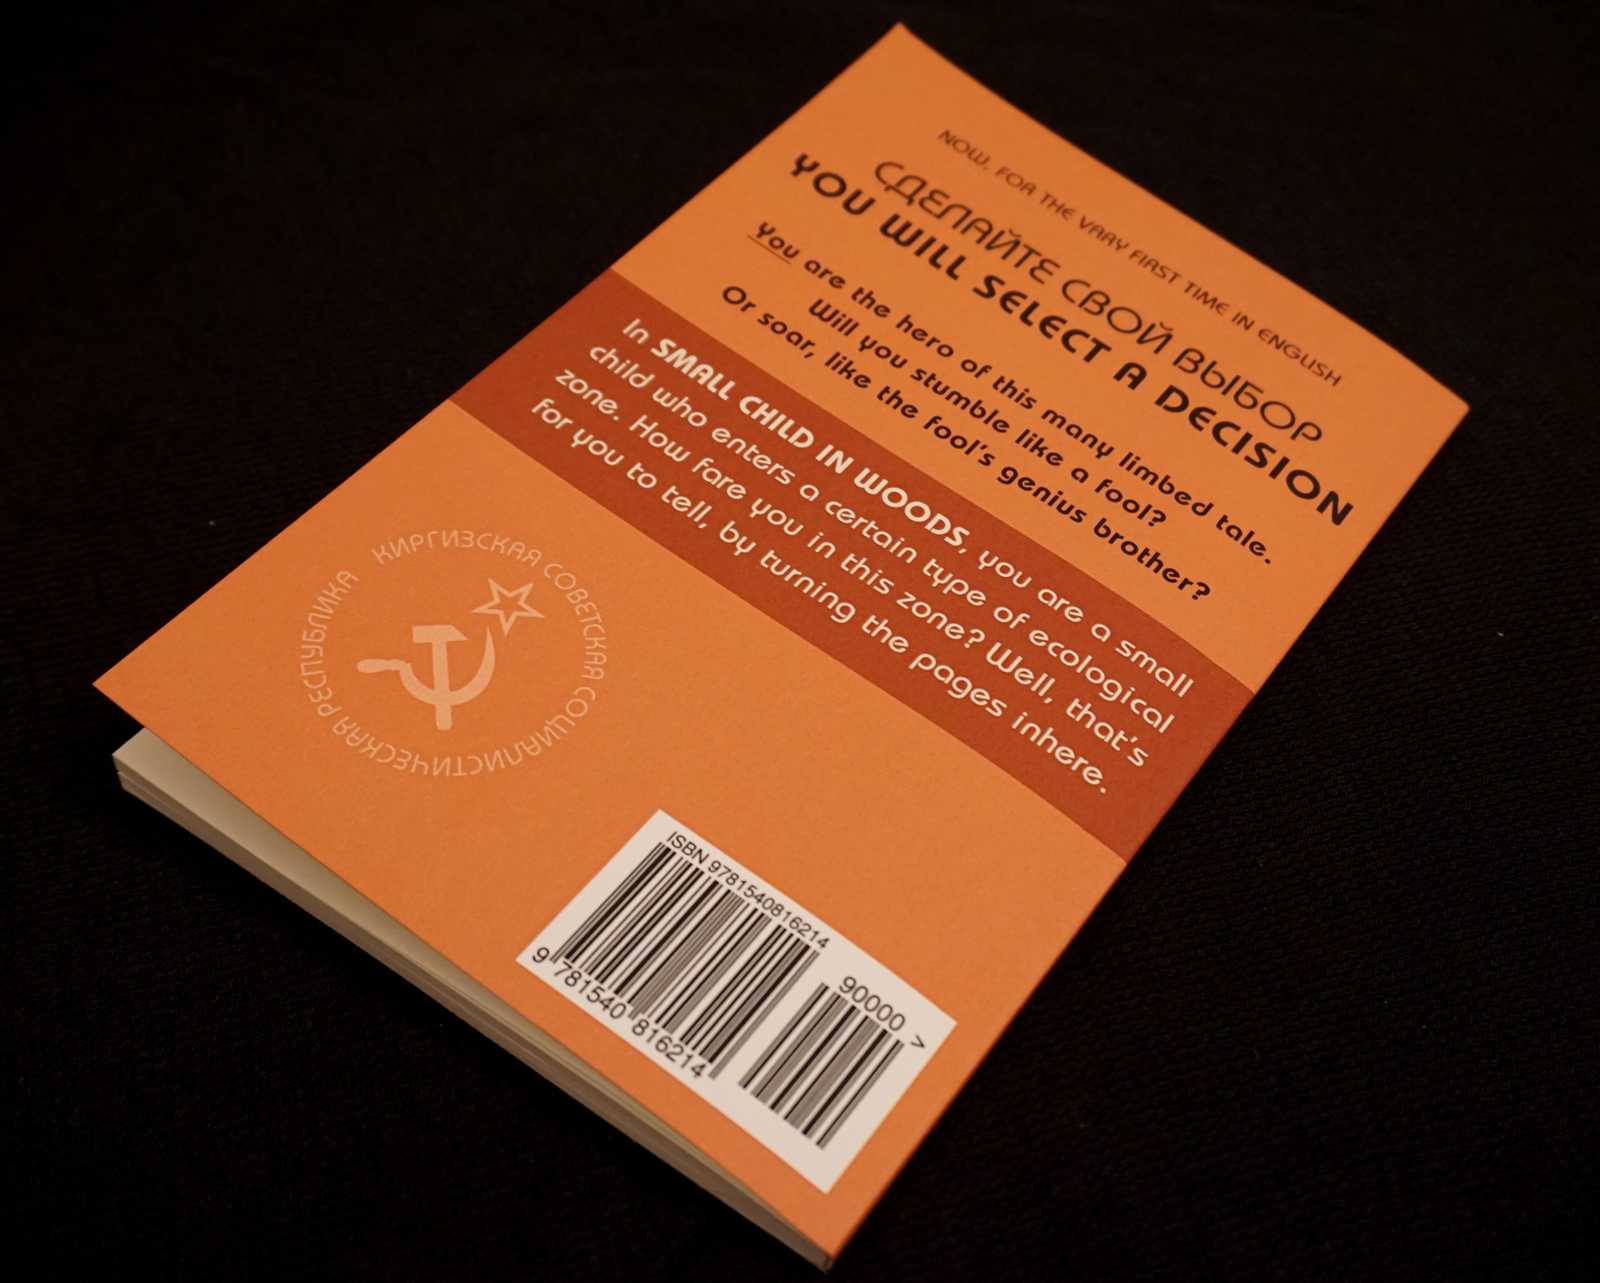 NOW, FOR THE VARY FIRST TIME IN ENGLISH
СДЕЛАЙТЕ СВОЙ ВЫБОР
YOU WILL SELECT A DECISION
You are the hero of this many limbed tale.
Will you stumble like a fool?
Or soar, like the fool's genius brother?
In SMALL CHILD IN WOODS, you are a small
child who enters a certain type of ecological
zone. How fare you in this zone? Well, that's
for you to tell, by turning the pages inhere.
КИРГИЗСКАЯ СОВЕТСКАЯ СОЦИАЛИСТИЧЕСКАЯ РЕСПУБЛИКА
ISBN 9781540816214
90000 >
9 781540 816214